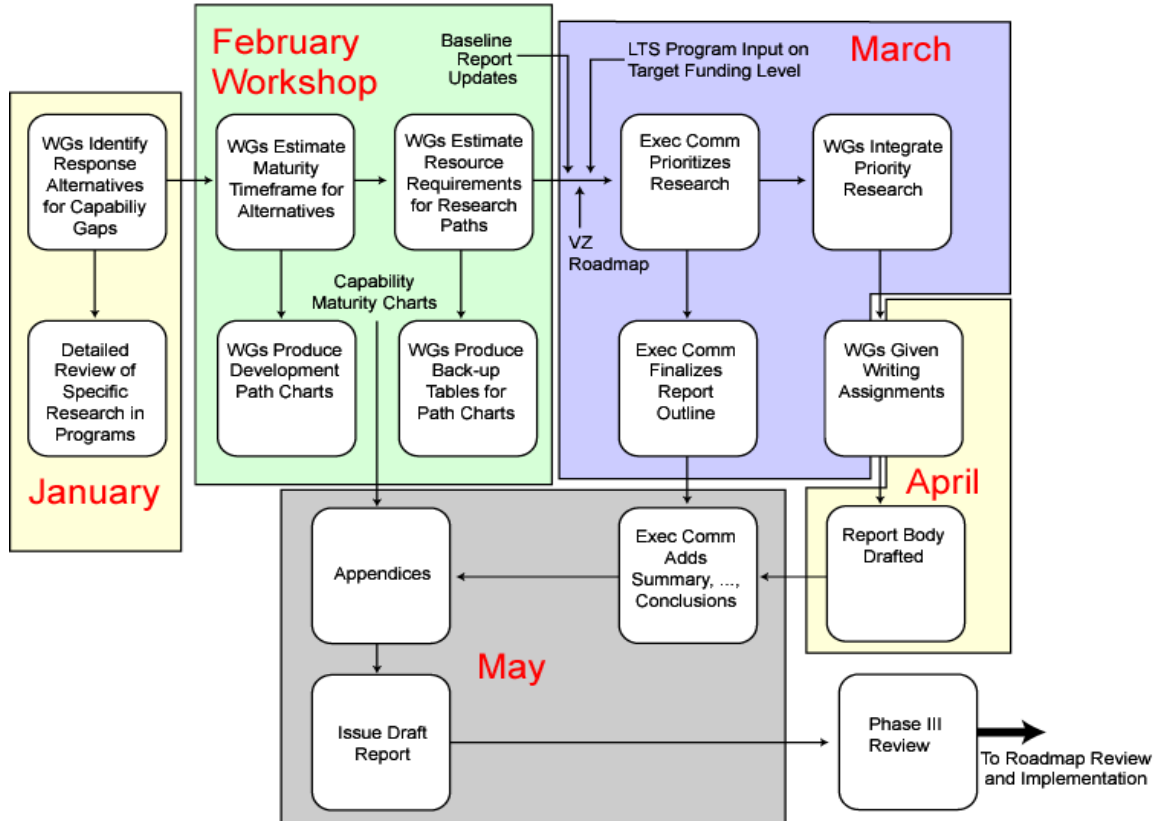 February
Workshop
Baseline
Report
Updates
LTS Program Input on
Target Funding Level
March
WGs Identify
Response
Alternatives
for Capabiliy
Gaps
WGs Estimate
Maturity
Timeframe for
Alternatives
WGs Estimate
Resource
Requirements
for Research
Paths
Exec Comm
Prioritizes
Research
WGs Integrate
Priority
Research
VZ
Roadmap
Capability
Maturity Charts
Detailed
Review of
Specific
Research in
Programs
WGs Produce
Development
Path Charts
WGs Produce
Back-up
Tables for
Path Charts
Exec Comm
Finalizes
Report
Outline
WGs Given
Writing
Assignments
January
April
Appendices
Exec Comm
Adds
Summary, ...,
Conclusions
Report Body
Drafted
May
Issue Draft
Report
Phase III
Review
To Roadmap Review
and Implementation